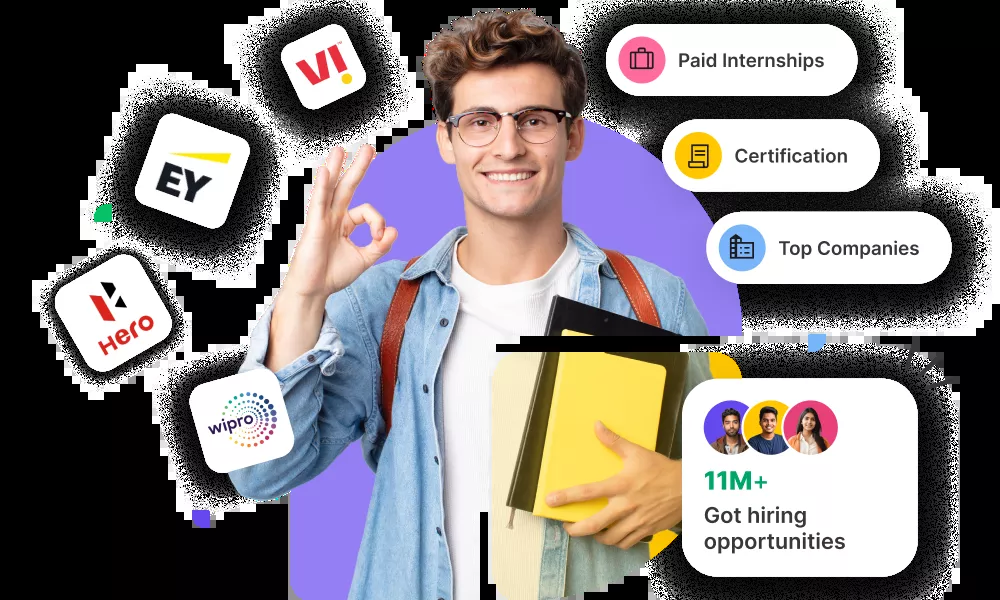 VI
EY
Hero
wipro
Paid Internships
Certification
Top Companies
11M+
Got hiring
opportunities